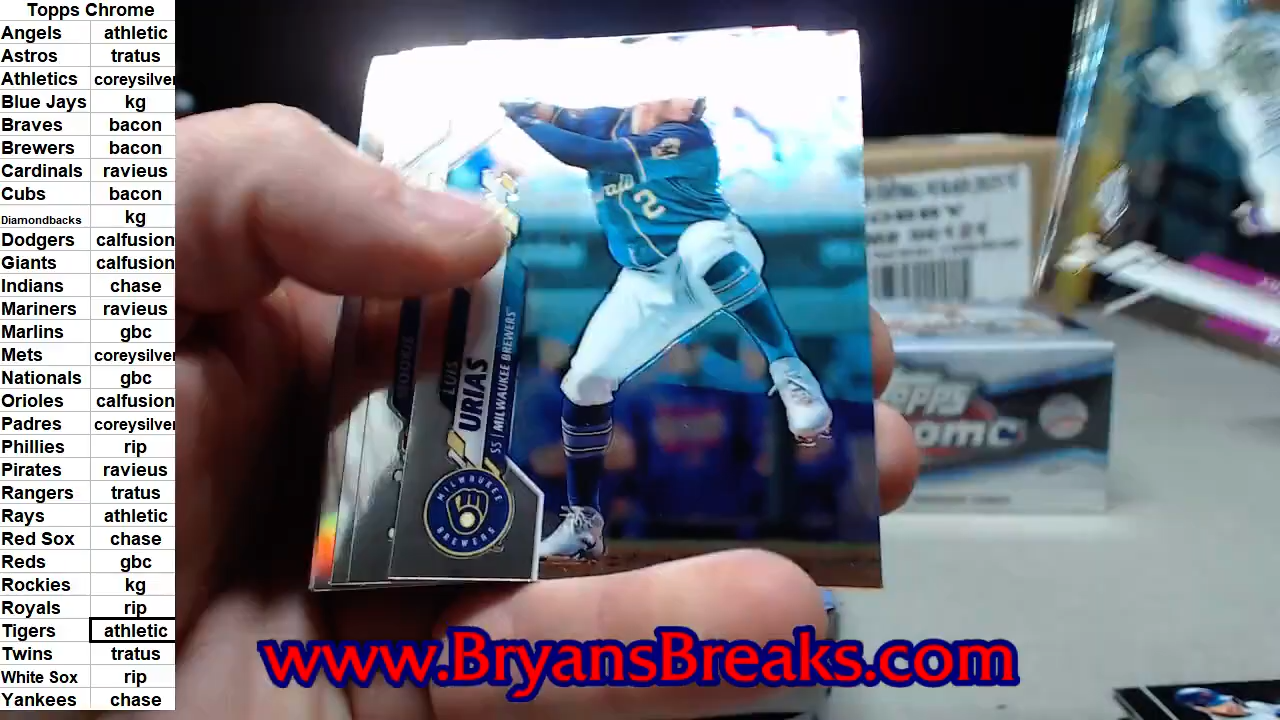 Topps Chrome
Angels athletic
Astros tratus
Athletics coreysilver
Blue Jays kg
Braves bacon
Brewers bacon
Cardinals ravieus
Cubs bacon
Diamondbacks kg
Dodgers calfusion
Giants calfusion
Indians chase
Mariners ravieus
Marlins gbc
Mets coreysilver
Nationals gbc
Orioles calfusion
Padres coreysilver
Phillies rip
Pirates ravieus
Rangers tratus
Rays athletic
Red Sox chase
Reds gbc
Rockies kg
Royals rip
Tigers athletic
Twins tratus
White Sox rip
Yankees chase
ROOKIE
LUIS
URIAS
SS | MILWAUKEE BREWERS
MILWAUKEE
BREWERS
2
HOBBY
www.BryansBreaks.com